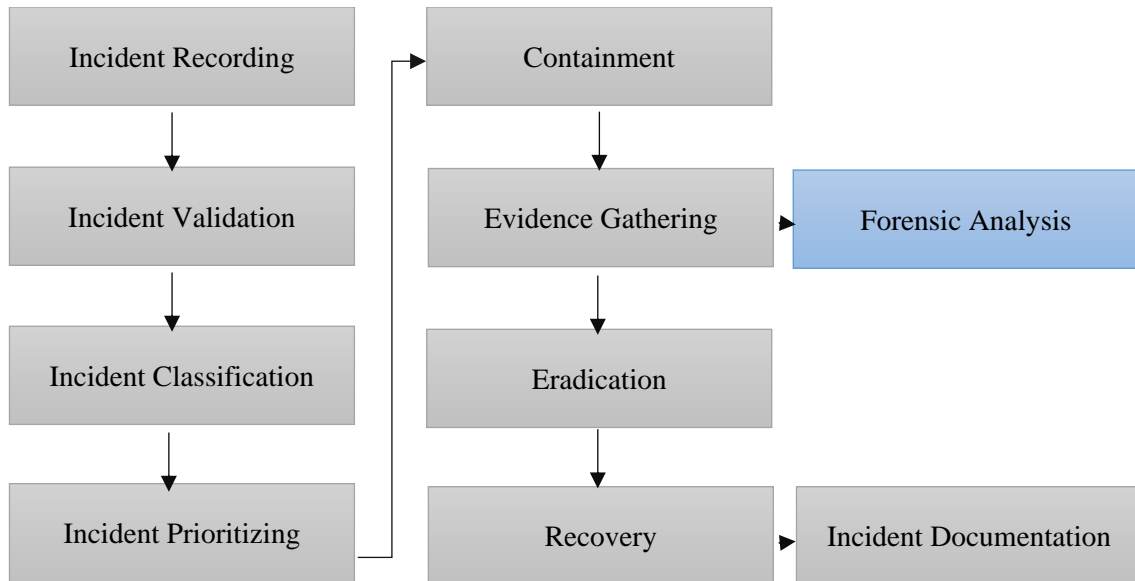 Incident Recording
Incident Validation
Incident Classification
Incident Prioritizing
Containment
Evidence Gathering
Forensic Analysis
Eradication
Recovery
Incident Documentation